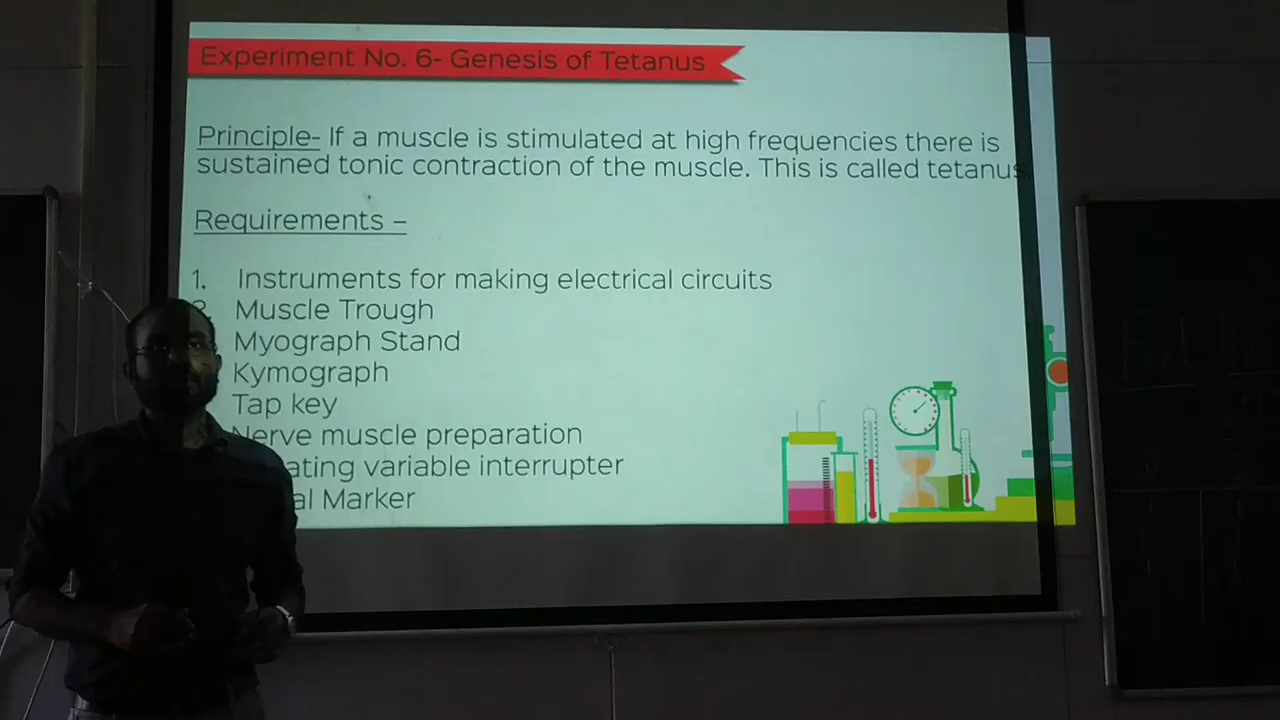 Experiment No. 6- Genesis of Tetanus
Principle- If a muscle is stimulated at high frequencies there is
sustained tonic contraction of the muscle. This is called tetanus
Requirements –
1. Instruments for making electrical circuits
Muscle Trough
Myograph Stand
Kymograph
Tap key
Nerve muscle preparation
variable interrupter
Marker